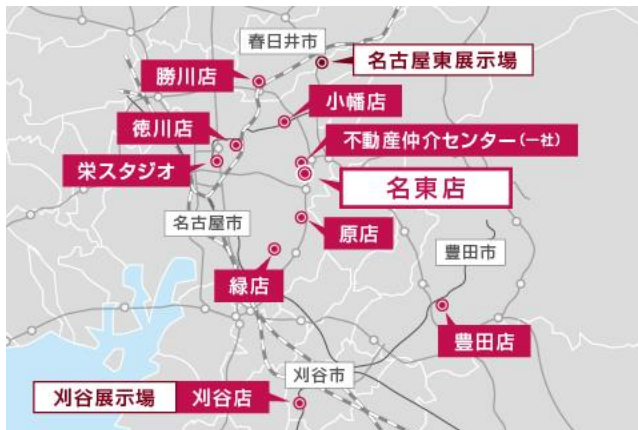 春日井市
名古屋東展示場
勝川店
小幡店
徳川店
不動産仲介センター(一社)
栄スタジオ
名東店
名古屋市
原店
豊田市
緑店
豊田店
刈谷市
刈谷展示場 刈谷店